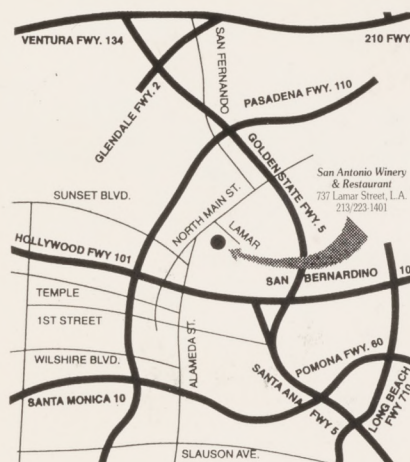 VENTURA FWY. 134
210 FWY
SAN FERNANDO
GLENDALE FWY. 2
PASADENA FWY. 110
GOLDEN STATE FWY. 5
San Antonio Winery
& Restaurant
737 Lamar Street, L.A.
213/223-1401
SUNSET BLVD.
NORTH MAIN ST.
LAMAR
HOLLYWOOD FWY 101
SAN BERNARDINO 10
TEMPLE
1ST STREET
ALAMEDA ST.
WILSHIRE BLVD.
POMONA FWY. 60
SANTA ANA FWY 5
LONG BEACH
FWY 710
SANTA MONICA 10
SLAUSON AVE.